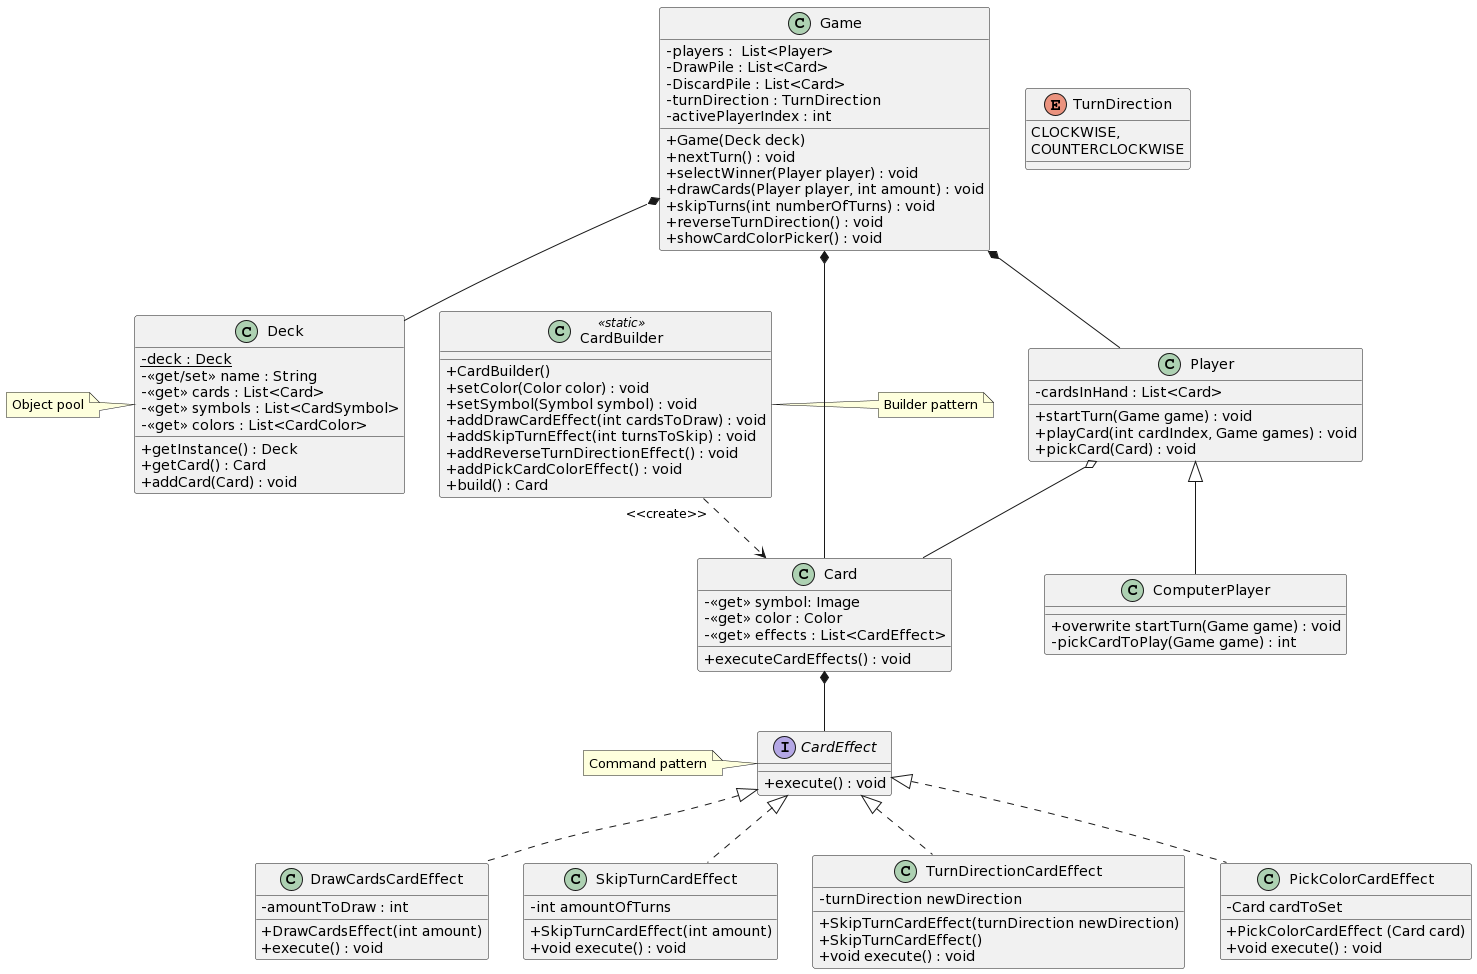 C Game
-players :  List<Player>
-DrawPile : List<Card>
-DiscardPile : List<Card>
-turnDirection : TurnDirection
-activePlayerIndex : int
+Game(Deck deck)
+nextTurn() : void
+selectWinner(Player player) : void
+drawCards(Player player, int amount) : void
+skipTurns(int numberOfTurns) : void
+reverseTurnDirection() : void
+showCardColorPicker() : void
E TurnDirection
CLOCKWISE,
COUNTERCLOCKWISE
C Deck
-deck : Deck
-«get/set» name : String
-«get» cards : List<Card>
-«get» symbols : List<CardSymbol>
-«get» colors : List<CardColor>
+getInstance() : Deck
+getCard() : Card
+addCard(Card) : void
Object pool
«static»
C CardBuilder
+CardBuilder()
+setColor(Color color) : void
+setSymbol(Symbol symbol) : void
+addDrawCardEffect(int cardsToDraw) : void
+addSkipTurnEffect(int turnsToSkip) : void
+addReverseTurnDirectionEffect() : void
+addPickCardColorEffect() : void
+build() : Card
Builder pattern
C Player
-cardsInHand : List<Card>
+startTurn(Game game) : void
+playCard(int cardIndex, Game games) : void
+pickCard(Card) : void
<<create>>
C Card
-«get» symbol: Image
-«get» color : Color
-«get» effects : List<CardEffect>
+executeCardEffects() : void
C ComputerPlayer
+overwrite startTurn(Game game) : void
-pickCardToPlay(Game game) : int
Command pattern
I CardEffect
+execute() : void
C DrawCardsCardEffect
-amountToDraw : int
+DrawCardsEffect(int amount)
+execute() : void
C SkipTurnCardEffect
-int amountOfTurns
+SkipTurnCardEffect(int amount)
+void execute() : void
C TurnDirectionCardEffect
-turnDirection newDirection
+SkipTurnCardEffect(turnDirection newDirection)
+SkipTurnCardEffect()
+void execute() : void
C PickColorCardEffect
-Card cardToSet
+PickColorCardEffect (Card card)
+void execute() : void